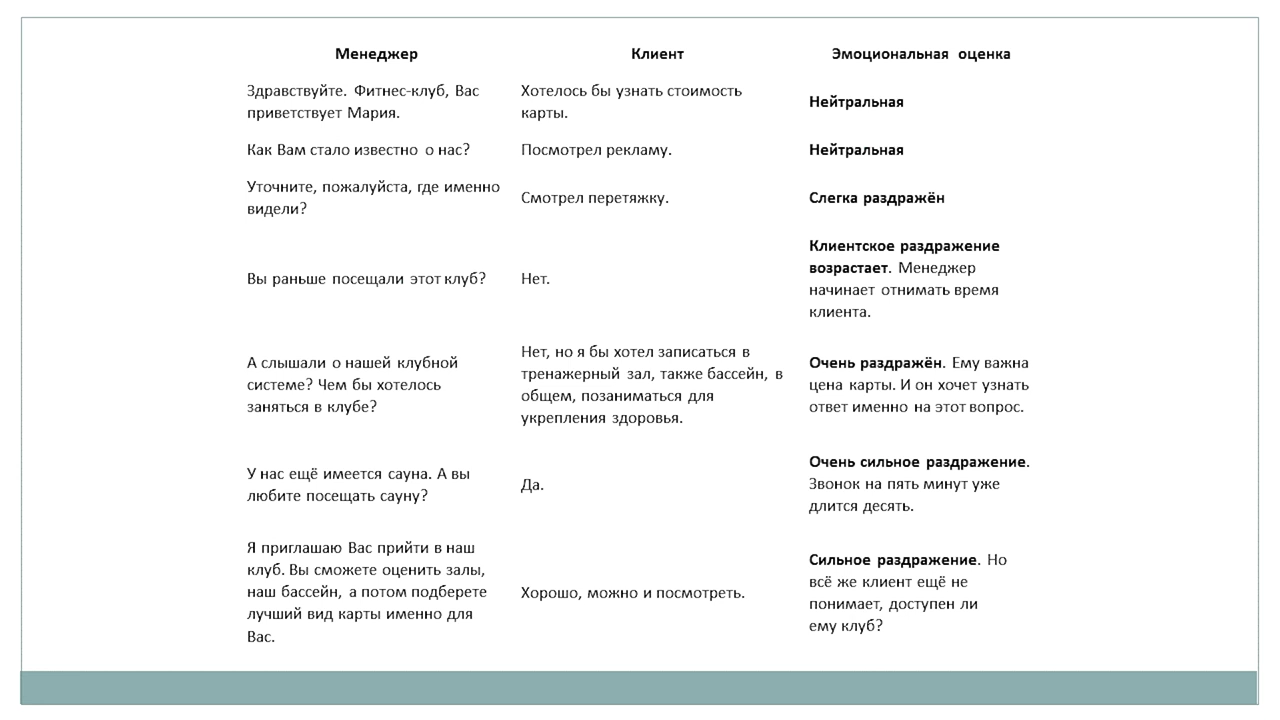 Менеджер Клиент Эмоциональная оценка
Здравствуйте. Фитнес-клуб, Вас
приветствует Мария.
Хотелось бы узнать стоимость
карты.
Нейтральная
Как Вам стало известно о нас?
Посмотрел рекламу.
Нейтральная
Уточните, пожалуйста, где именно
видели?
Смотрел перетяжку.
Слегка раздражён
Вы раньше посещали этот клуб?
Нет.
Клиентское раздражение
возрастает. Менеджер
начинает отнимать время
клиента.
А слышали о нашей клубной
системе? Чем бы хотелось
заняться в клубе?
Нет, но я бы хотел записаться в
тренажерный зал, также бассейн, в
общем, позаниматься для
укрепления здоровья.
Очень раздражён. Ему важна
цена карты. И он хочет узнать
ответ именно на этот вопрос.
У нас ещё имеется сауна. А вы
любите посещать сауну?
Да.
Очень сильное раздражение.
Звонок на пять минут уже
длится десять.
Я приглашаю Вас прийти в наш
клуб. Вы сможете оценить залы,
наш бассейн, а потом подберете
лучший вид карты именно для
Вас.
Хорошо, можно и посмотреть.
Сильное раздражение. Но
всё же клиент ещё не
понимает, доступен ли
ему клуб?